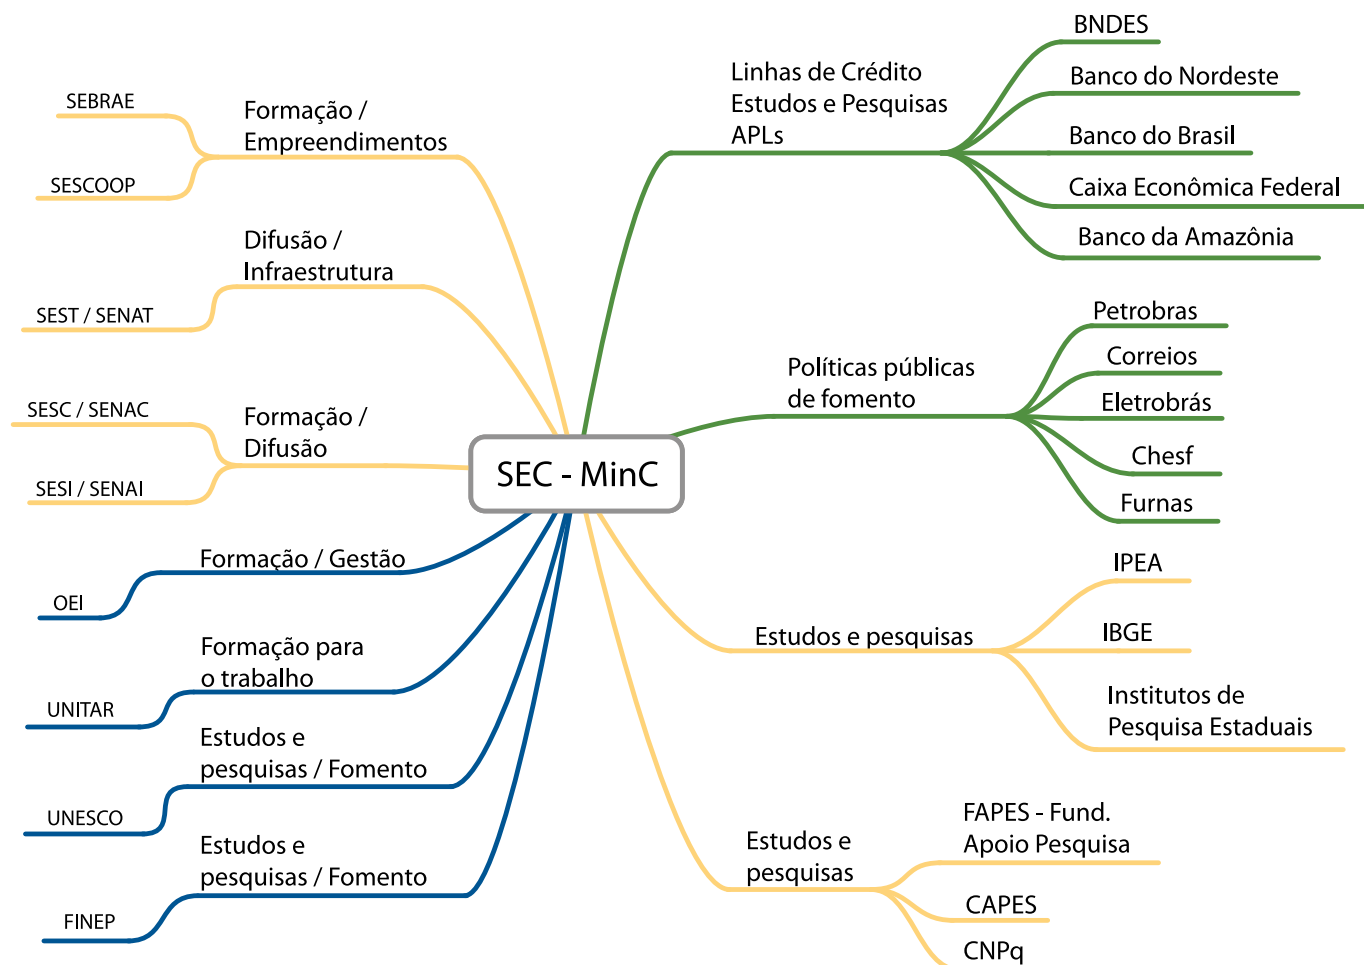 SEBRAE
SESCOOP
Formação /
Empreendimentos
SEST / SENAT
Difusão /
Infraestrutura
SESC / SENAC
SESI / SENAI
Formação /
Difusão
OEI
Formação / Gestão
UNITAR
Formação para
o trabalho
UNESCO
Estudos e
pesquisas / Fomento
FINEP
Estudos e
pesquisas / Fomento
SEC - MinC
Linhas de Crédito
Estudos e Pesquisas
APLs
BNDES
Banco do Nordeste
Banco do Brasil
Caixa Econômica Federal
Banco da Amazônia
Políticas públicas
de fomento
Petrobras
Correios
Eletrobrás
Chesf
Furnas
Estudos e pesquisas
IPEA
IBGE
Institutos de
Pesquisa Estaduais
Estudos e
pesquisas
FAPES - Fund.
Apoio Pesquisa
CAPES
CNPq